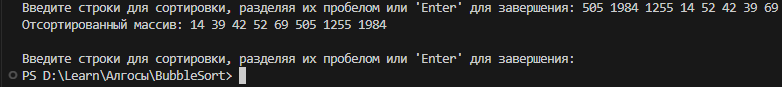 Введите строки для сортировки, разделяя их пробелом или 'Enter' для завершения: 505 1984 1255 14 52 42 39 69
Отсортированный массив: 14 39 42 52 69 505 1255 1984
Введите строки для сортировки, разделяя их пробелом или 'Enter' для завершения:
PS D:\Learn\Алгосы\BubbleSort>